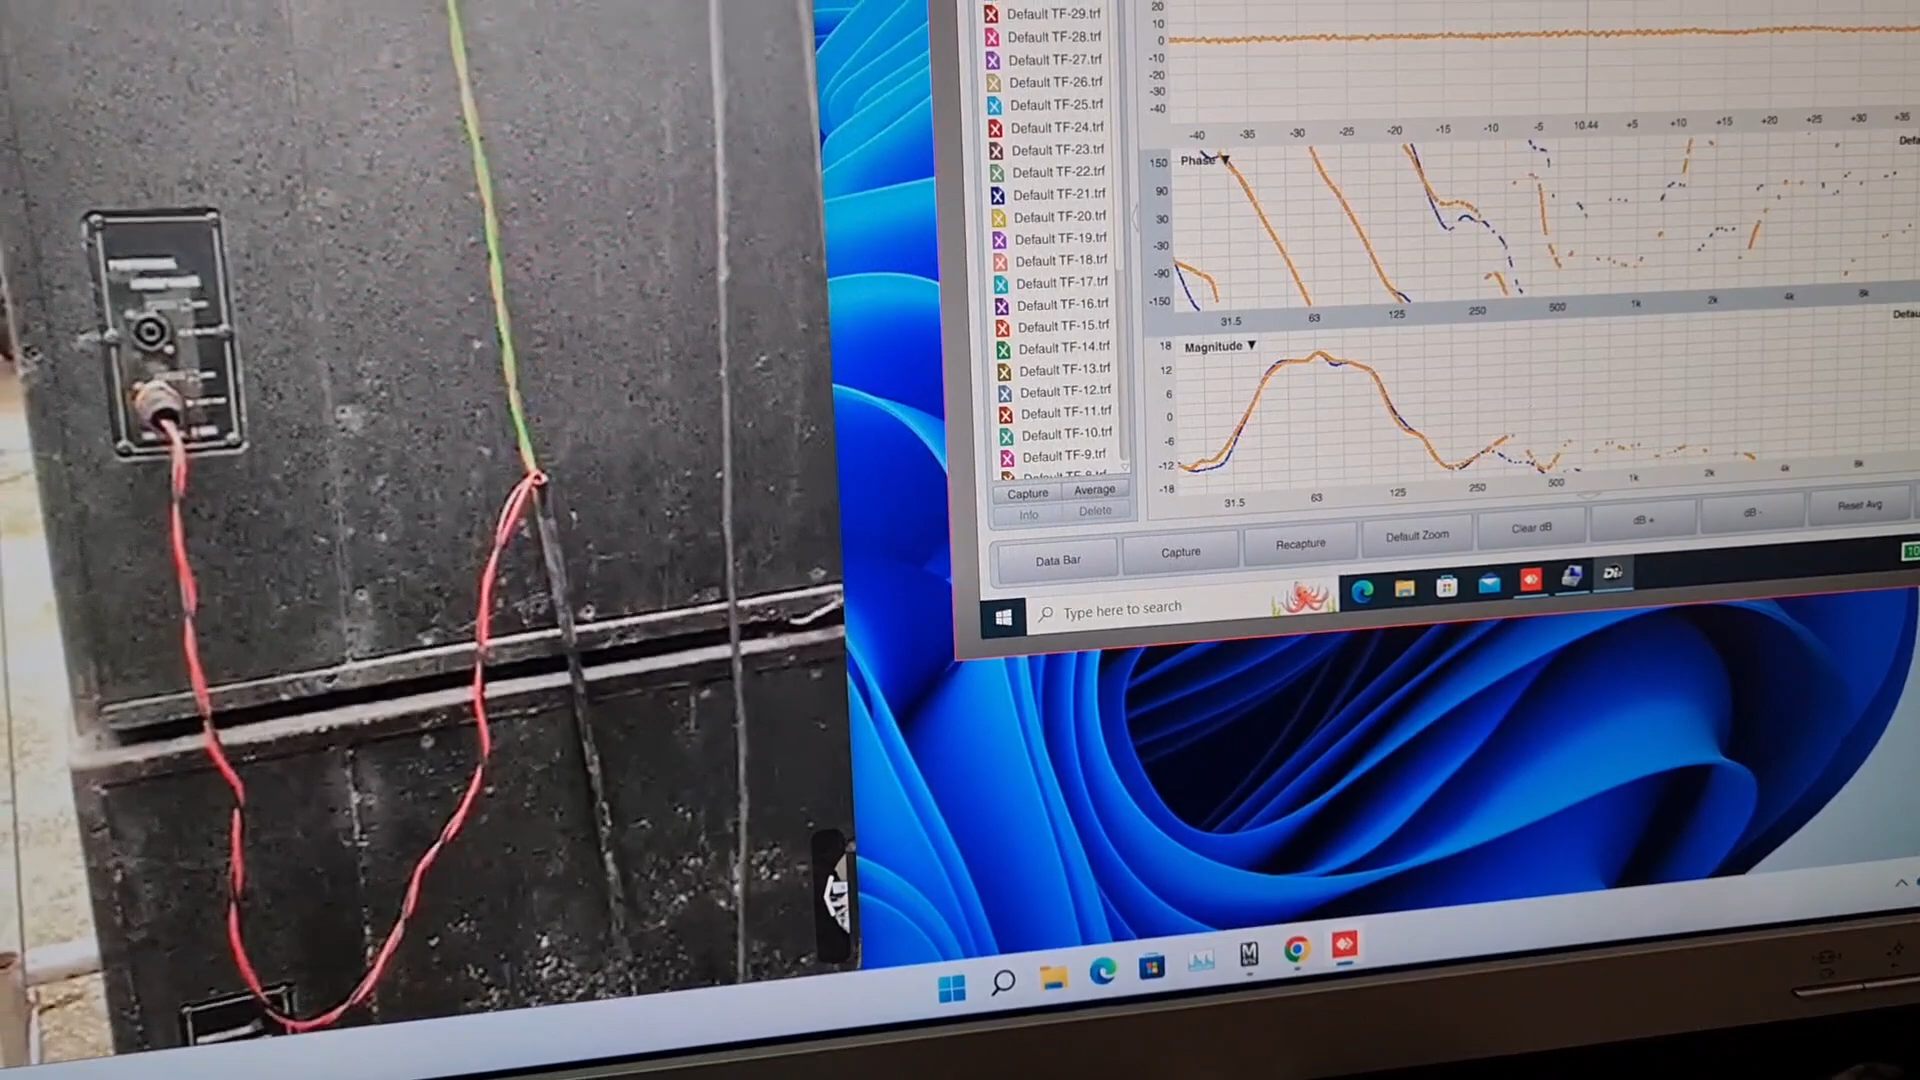 Default TF-29.trf
Default TF-28.trf
Default TF-27.trf
Default TF-26.trf
Default TF-25.trf
Default TF-24.trf
Default TF-23.trf
Default TF-22.trf
Default TF-21.trf
Default TF-20.trf
Default TF-19.trf
Default TF-18.trf
Default TF-17.trf
Default TF-16.trf
Default TF-15.trf
Default TF-14.trf
Default TF-13.trf
Default TF-12.trf
Default TF-11.trf
Default TF-10.trf
Default TF-9.trf
Capture Average
Info Delete
20
10
0
-10
-20
-30
-40
-40 -35 -30 -25 -20 -15 -10 -5 10.44 +5 +10 +15 +20 +25 +30 +35
Phase
150
90
30
-30
-90
-150
31.5 63 125 250 500 1k 2k 4k 8k
Magnitude
18
12
6
0
-6
-12
-18
31.5 63 125 250 500 1k 2k 4k 8k
Data Bar Capture Recapture Default Zoom Clear dB dB + dB - Reset Avg
Type here to search